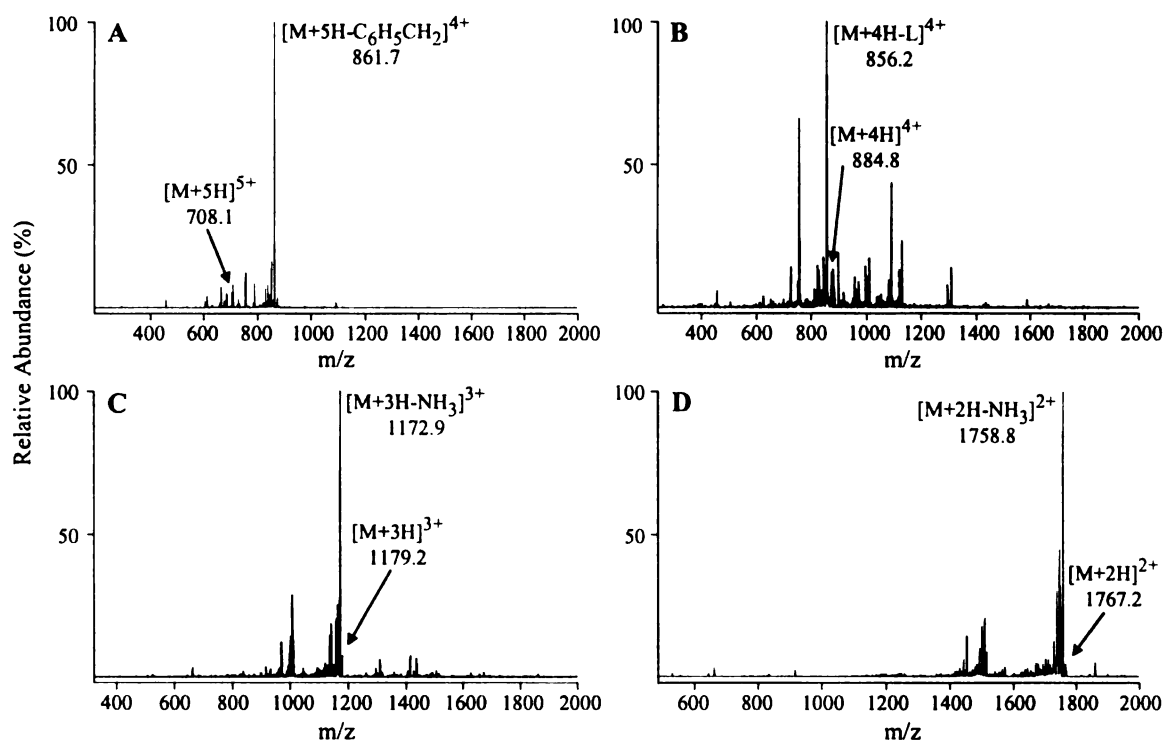 100
A
[M+5H-C6H5CH2]4+
861.7
50
[M+5H]5+
708.1
400 600 800 1000 1200 1400 1600 1800 2000
m/z
100
B
[M+4H-L]4+
856.2
[M+4H]4+
884.8
50
400 600 800 1000 1200 1400 1600 1800 2000
m/z
Relative Abundance (%)
100
C
[M+3H-NH3]3+
1172.9
50
[M+3H]3+
1179.2
400 600 800 1000 1200 1400 1600 1800 2000
m/z
100
D
[M+2H-NH3]2+
1758.8
50
[M+2H]2+
1767.2
600 800 1000 1200 1400 1600 1800 2000
m/z